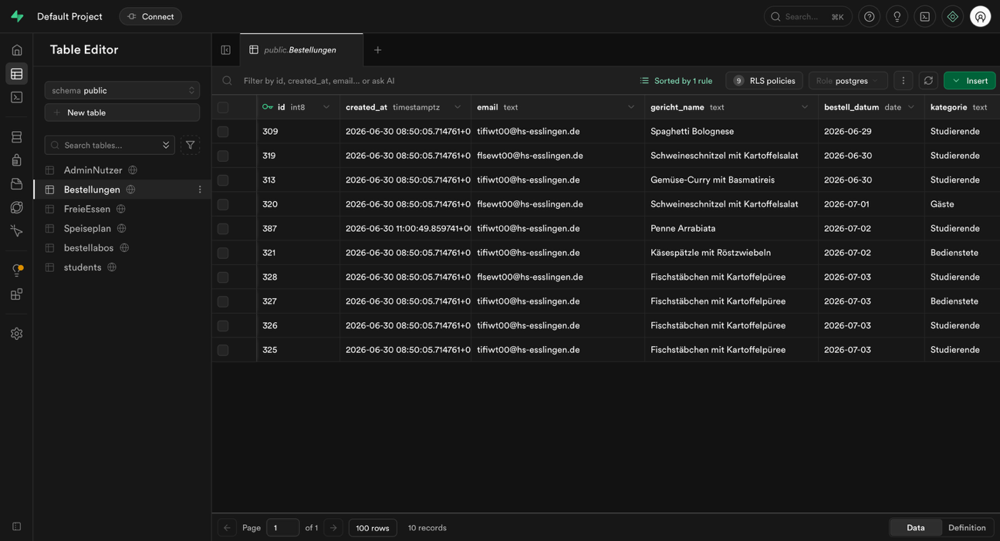 Default Project Connect Search... ⌘K
Table Editor
public.Bestellungen
schema public
New table
Search tables...
AdminNutzer
Bestellungen
FreieEssen
Speiseplan
bestellabos
students
Filter by id, created_at, email... or ask AI Sorted by 1 rule 9 RLS policies Role postgres Insert
id int8 created_at timestamptz email text gericht_name text bestell_datum date kategorie text
309 2026-06-30 08:50:05.714761+0 tifiwt00@hs-esslingen.de Spaghetti Bolognese 2026-06-29 Studierende
319 2026-06-30 08:50:05.714761+0 flsewt00@hs-esslingen.de Schweineschnitzel mit Kartoffelsalat 2026-06-30 Studierende
313 2026-06-30 08:50:05.714761+0 tifiwt00@hs-esslingen.de Gemüse-Curry mit Basmatireis 2026-06-30 Studierende
320 2026-06-30 08:50:05.714761+0 flsewt00@hs-esslingen.de Schweineschnitzel mit Kartoffelsalat 2026-07-01 Gäste
387 2026-06-30 11:00:49.859741+00 tifiwt00@hs-esslingen.de Penne Arrabiata 2026-07-02 Studierende
321 2026-06-30 08:50:05.714761+0 tifiwt00@hs-esslingen.de Käsespätzle mit Röstzwiebeln 2026-07-02 Bedienstete
328 2026-06-30 08:50:05.714761+0 flsewt00@hs-esslingen.de Fischstäbchen mit Kartoffelpüree 2026-07-03 Studierende
327 2026-06-30 08:50:05.714761+0 tifiwt00@hs-esslingen.de Fischstäbchen mit Kartoffelpüree 2026-07-03 Bedienstete
326 2026-06-30 08:50:05.714761+0 tifiwt00@hs-esslingen.de Fischstäbchen mit Kartoffelpüree 2026-07-03 Studierende
325 2026-06-30 08:50:05.714761+0 tifiwt00@hs-esslingen.de Fischstäbchen mit Kartoffelpüree 2026-07-03 Studierende
Page 1 of 1 100 rows 10 records Data Definition